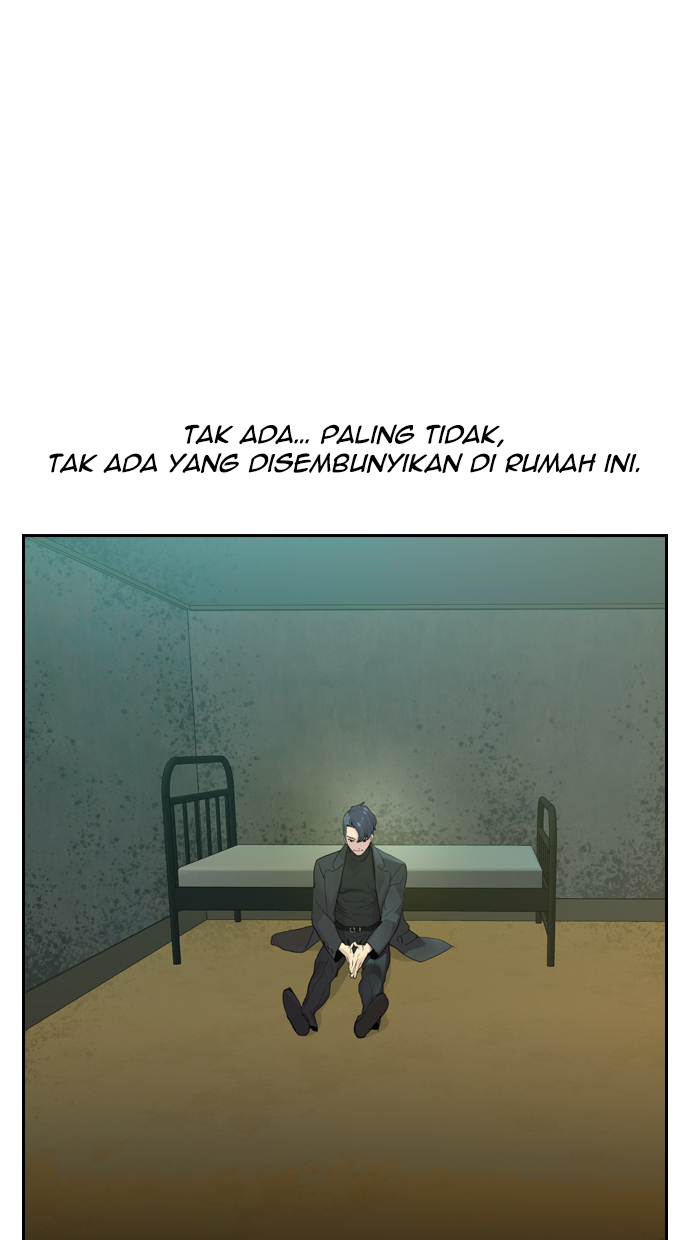 TAK ADA... PALING TIDAK,
TAK ADA YANG DISEMBUNYIKAN DI RUMAH INI.